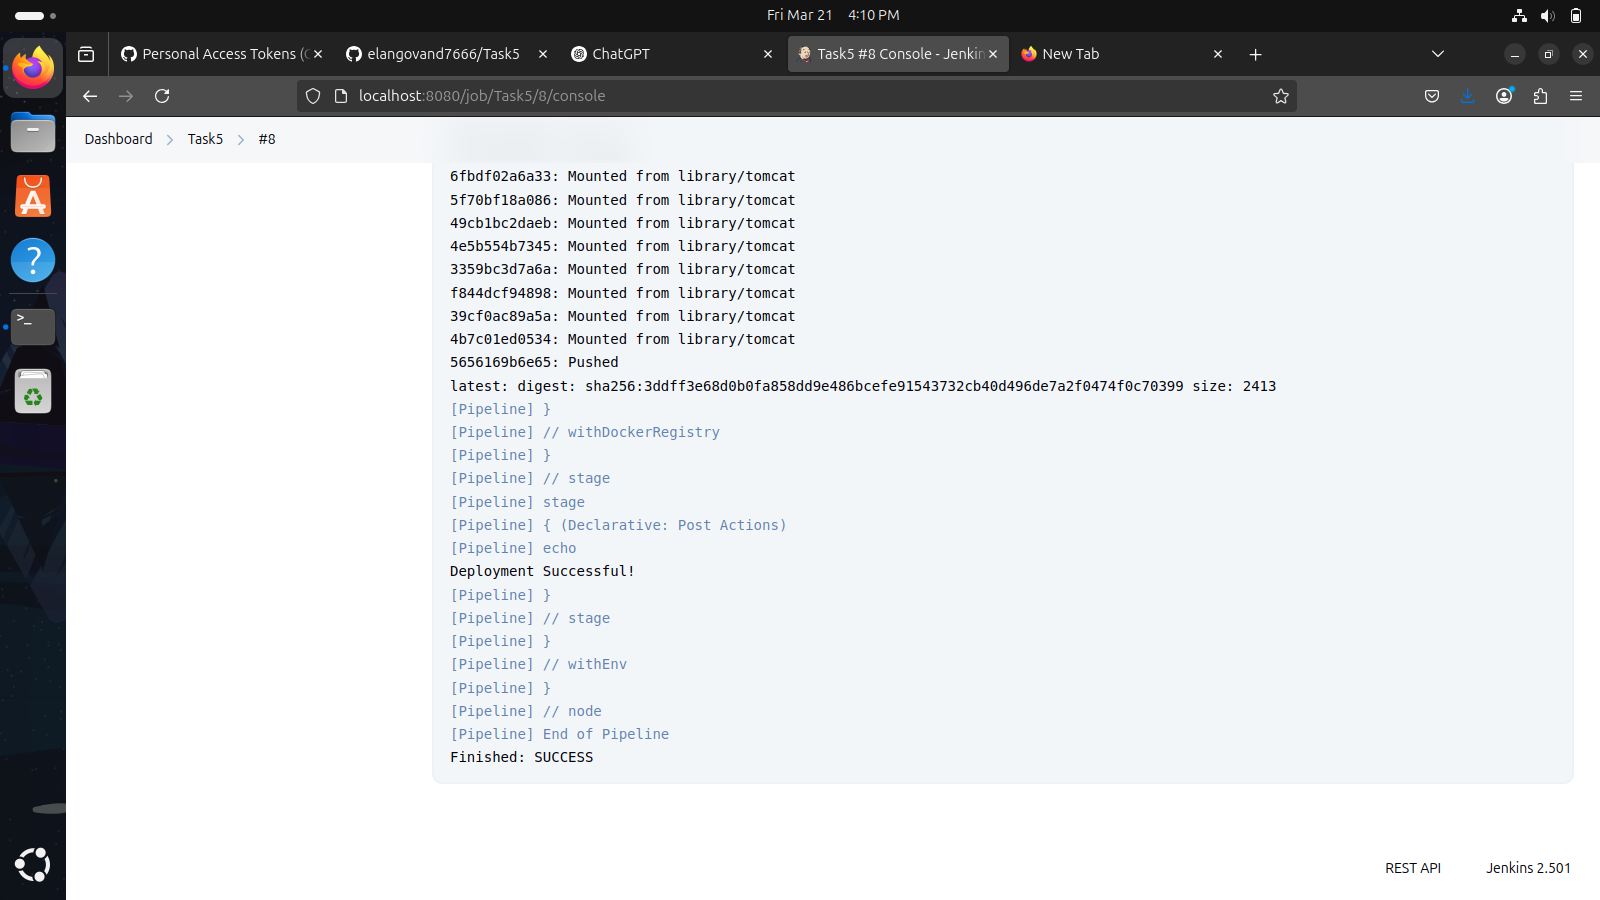 Fri Mar 21 4:10 PM
Personal Access Tokens (C
elangovand7666/Task5
ChatGPT
Task5 #8 Console - Jenkin
New Tab
localhost:8080/job/Task5/8/console
Dashboard > Task5 > #8
6fbdf02a6a33: Mounted from library/tomcat
5f70bf18a086: Mounted from library/tomcat
49cb1bc2daeb: Mounted from library/tomcat
4e5b554b7345: Mounted from library/tomcat
3359bc3d7a6a: Mounted from library/tomcat
f844dcf94898: Mounted from library/tomcat
39cf0ac89a5a: Mounted from library/tomcat
4b7c01ed0534: Mounted from library/tomcat
5656169b6e65: Pushed
latest: digest: sha256:3ddff3e68d0b0fa858dd9e486bcefe91543732cb40d496de7a2f0474f0c70399 size: 2413
[Pipeline] }
[Pipeline] // withDockerRegistry
[Pipeline] }
[Pipeline] // stage
[Pipeline] stage
[Pipeline] { (Declarative: Post Actions)
[Pipeline] echo
Deployment Successful!
[Pipeline] }
[Pipeline] // stage
[Pipeline] }
[Pipeline] // withEnv
[Pipeline] }
[Pipeline] // node
[Pipeline] End of Pipeline
Finished: SUCCESS
REST API
Jenkins 2.501